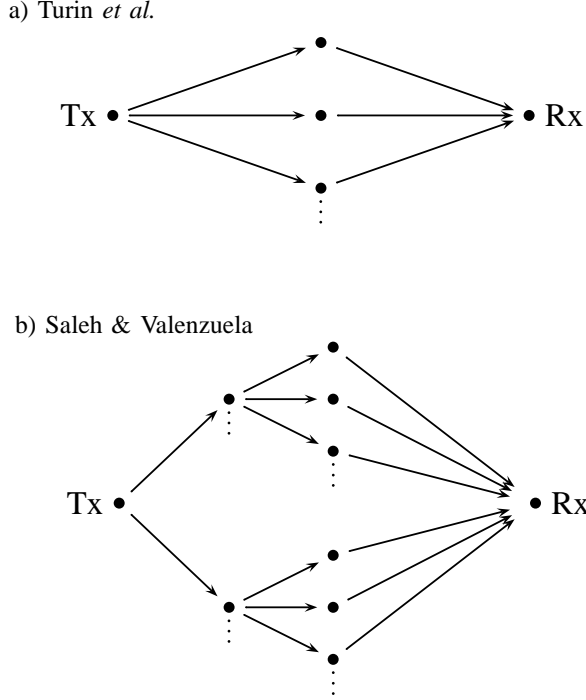 a) Turin et al.
Tx
Rx
b) Saleh & Valenzuela
Tx
Rx